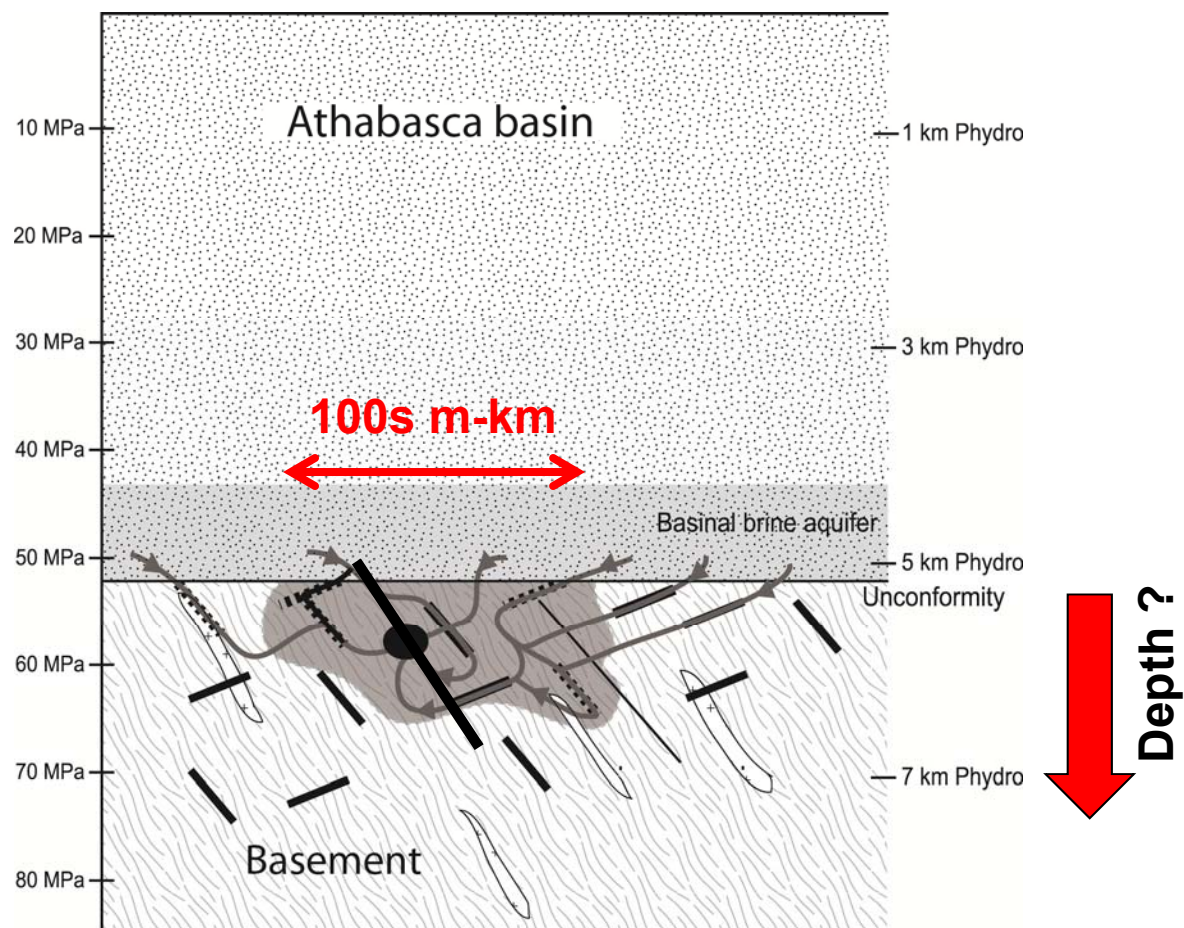 Athabasca basin
10 MPa
1 km Phydro
20 MPa
30 MPa
3 km Phydro
100s m-km
40 MPa
Basinal brine aquifer
50 MPa
5 km Phydro
Unconformity
Depth ?
60 MPa
70 MPa
7 km Phydro
Basement
80 MPa